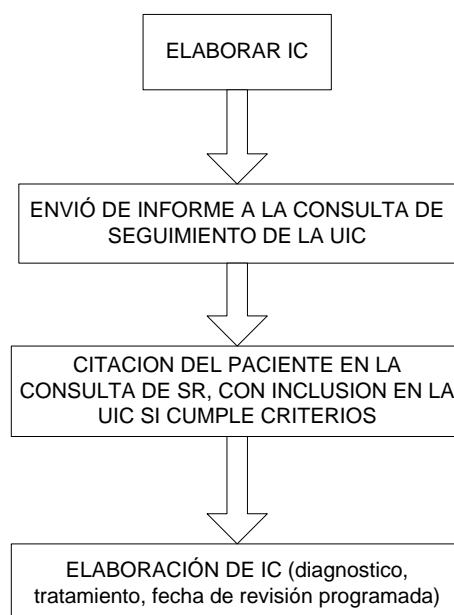 ELABORAR IC
ENVIÓ DE INFORME A LA CONSULTA DE
SEGUIMIENTO DE LA UIC
CITACION DEL PACIENTE EN LA
CONSULTA DE SR, CON INCLUSION EN LA
UIC SI CUMPLE CRITERIOS
ELABORACIÓN DE IC (diagnostico,
tratamiento, fecha de revisión programada)